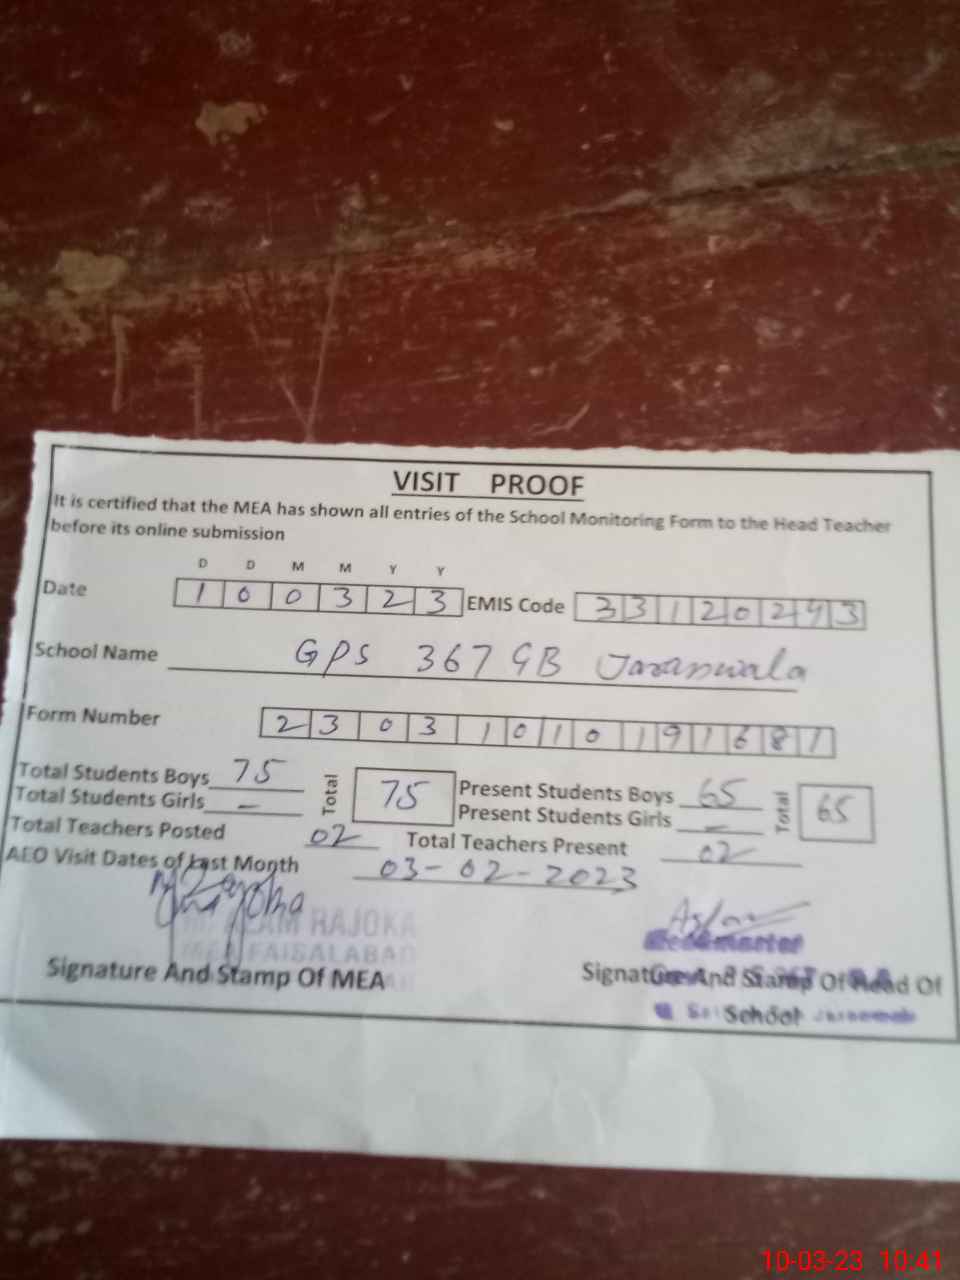 VISIT PROOF
It is certified that the MEA has shown all entries of the School Monitoring Form to the Head Teacher
before its online submission
D D M M Y Y
Date 1 0 0 3 2 3 EMIS Code 3 3 1 2 0 2 4 3
School Name GPS 367 GB Jaranwala
Form Number 2 3 0 3 1 0 1 0 1 9 1 6 8 1
Total Students Boys 75 Total 75 Present Students Boys 65 Total 65
Total Students Girls — Present Students Girls —
Total Teachers Posted 02 Total Teachers Present 02
AEO Visit Dates of Last Month 03-02-2023
RAJOKA
MEA FAISALABAD
Headmaster
Signature And Stamp Of MEA Signature And Stamp Of Head Of
School
10-03-23 10:41